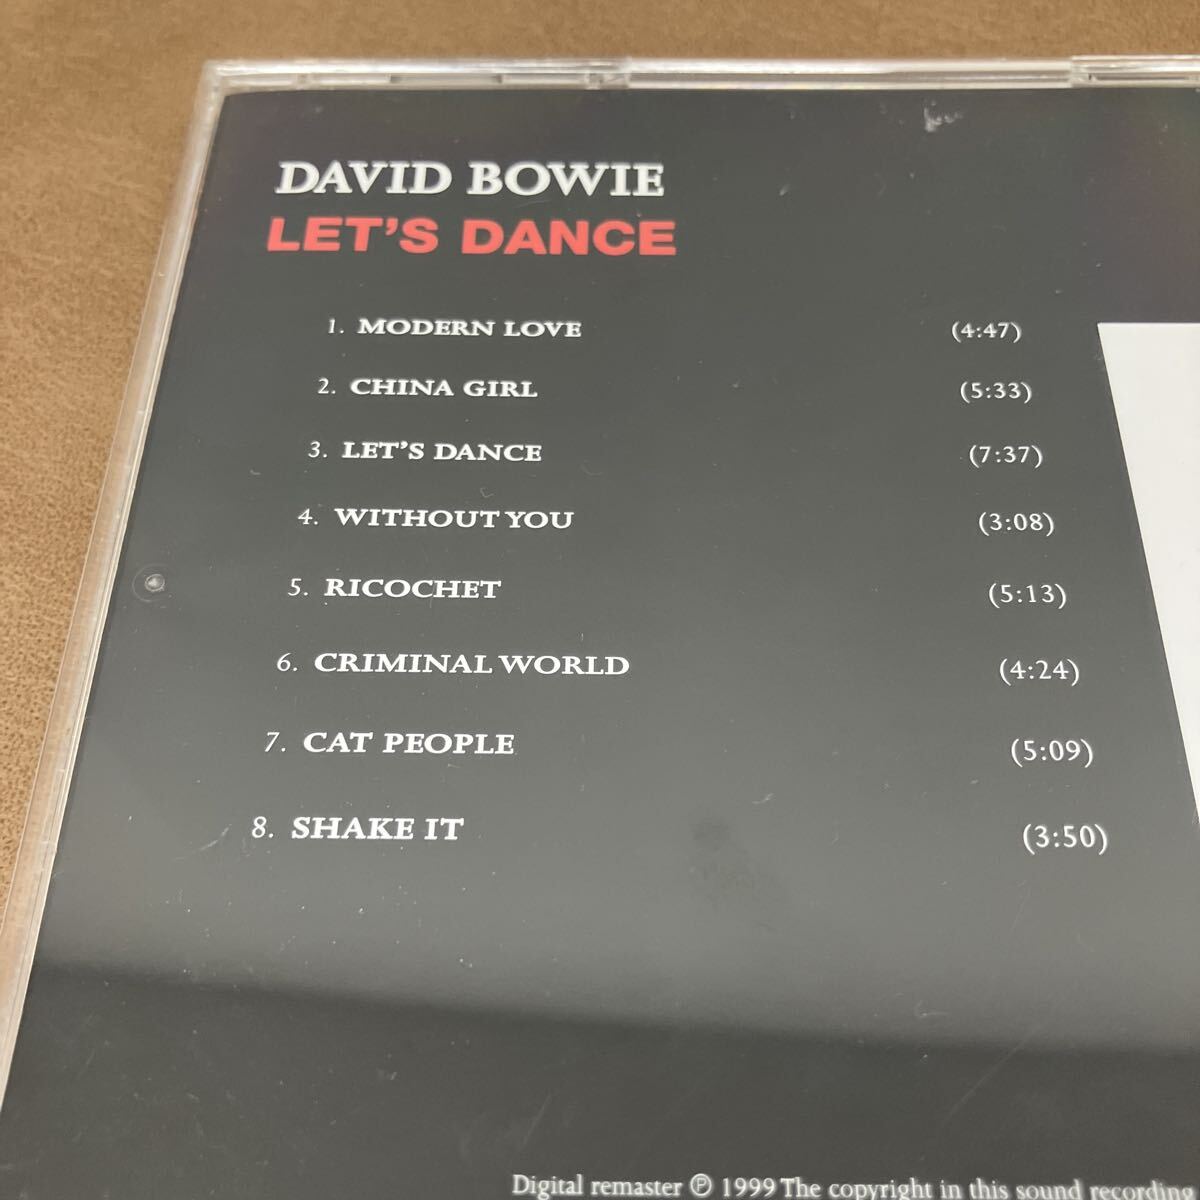 DAVID BOWIE
LET'S DANCE
1. MODERN LOVE (4:47)
2. CHINA GIRL (5:33)
3. LET'S DANCE (7:37)
4. WITHOUT YOU (3:08)
5. RICOCHET (5:13)
6. CRIMINAL WORLD (4:24)
7. CAT PEOPLE (5:09)
8. SHAKE IT (3:50)
Digital remaster ℗ 1999 The copyright in this sound recording